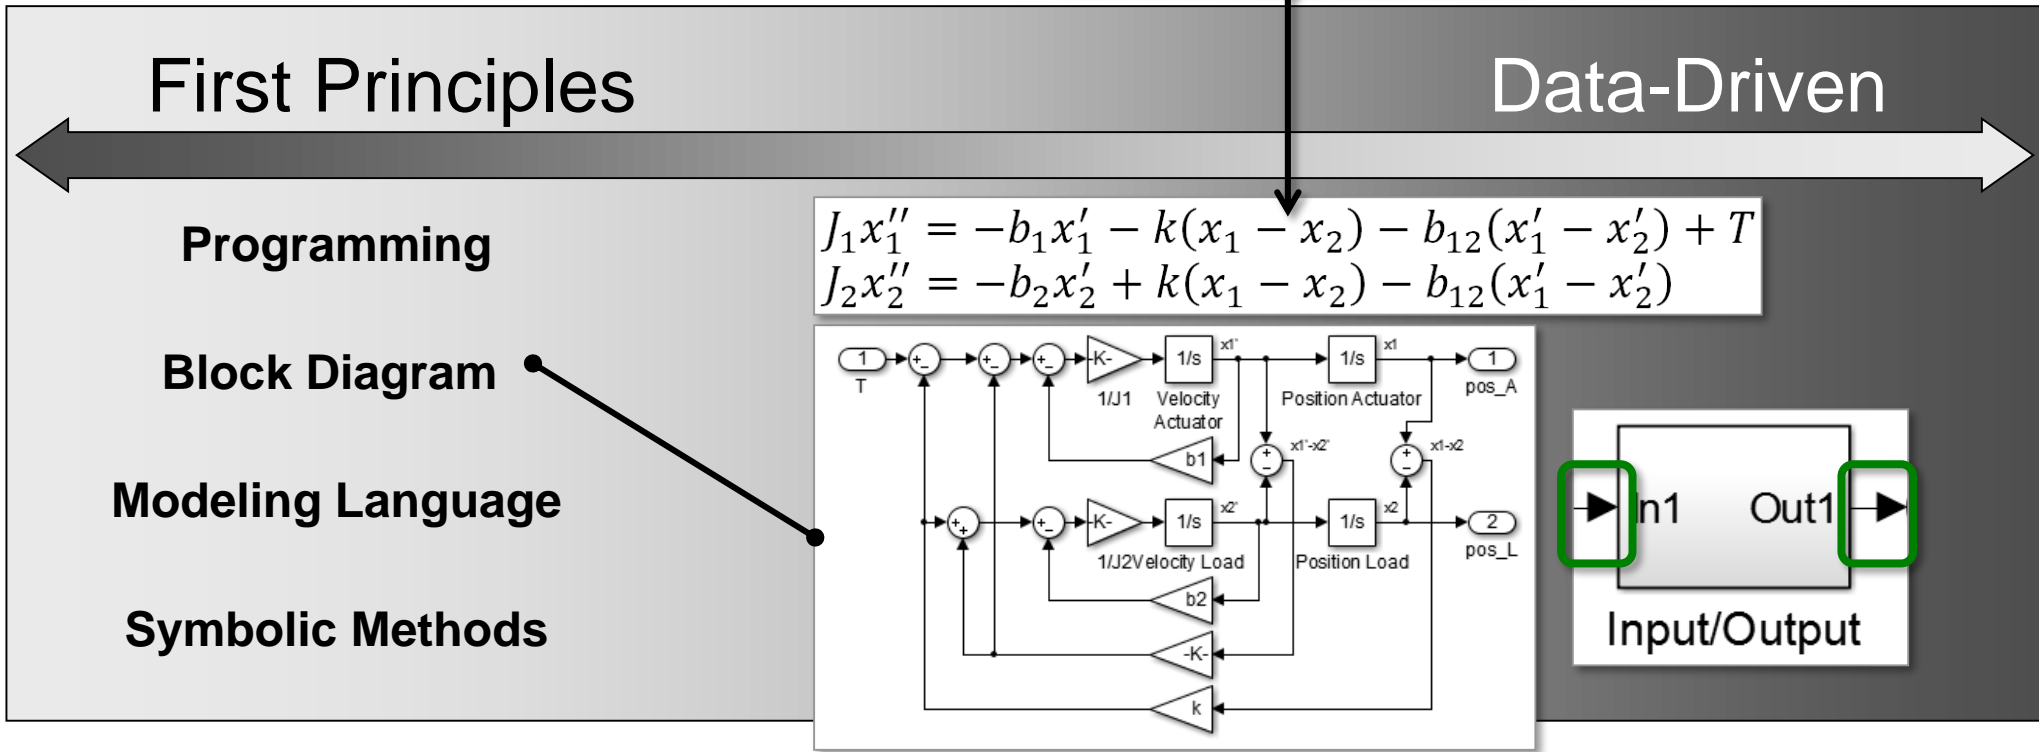 First Principles
Data-Driven
Programming
Block Diagram
Modeling Language
Symbolic Methods
J₁x₁′′ = −b₁x₁′ − k(x₁ − x₂) − b₁₂(x₁′ − x₂′) + T
J₂x₂′′ = −b₂x₂′ + k(x₁ − x₂) − b₁₂(x₁′ − x₂′)
1
T
-K-
1/J1
1/s
x1'
Velocity
Actuator
1/s
x1
Position Actuator
1
pos_A
b1
x1'-x2'
x1-x2
-K-
1/J2
1/s
x2'
Velocity Load
1/s
x2
Position Load
2
pos_L
b2
-K-
k
In1
Out1
Input/Output